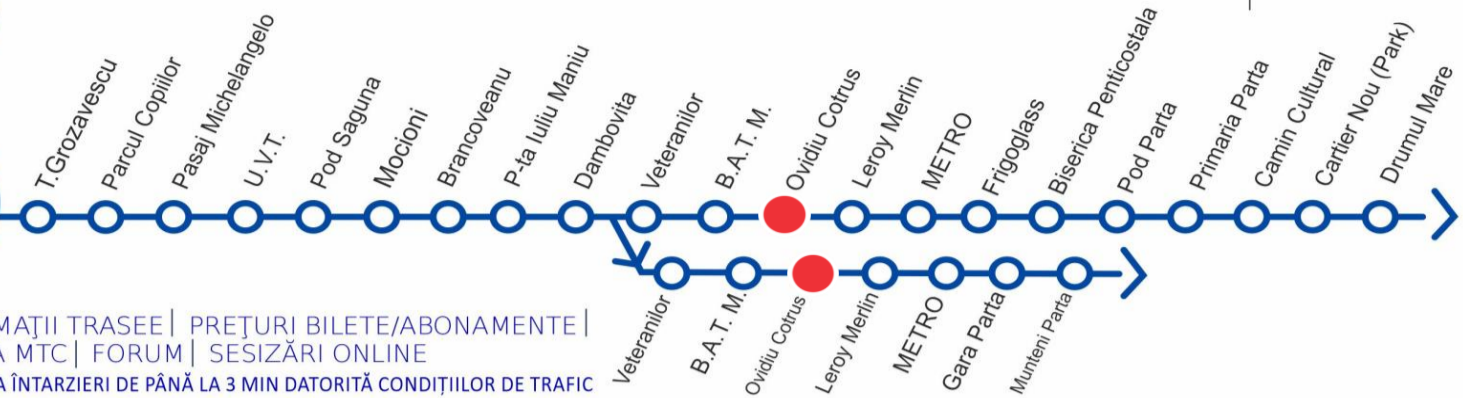 T.Grozavescu
Parcul Copiilor
Pasaj Michelangelo
U.V.T.
Pod Saguna
Mocioni
Brancoveanu
P-ta Iuliu Maniu
Dambovita
Veteranilor
B.A.T. M.
Ovidiu Cotrus
Leroy Merlin
METRO
Frigoglass
Biserica Penticostala
Pod Parta
Primaria Parta
Camin Cultural
Cartier Nou (Park)
Drumul Mare
Veteranilor
B.A.T. M.
Ovidiu Cotrus
Leroy Merlin
METRO
Gara Parta
Munteni Parta
MAŢII TRASEE| PREŢURI BILETE/ABONAMENTE|
A MTC| FORUM| SESIZĂRI ONLINE
A ÎNTARZIERI DE PÂNĂ LA 3 MIN DATORITĂ CONDIȚIILOR DE TRAFIC